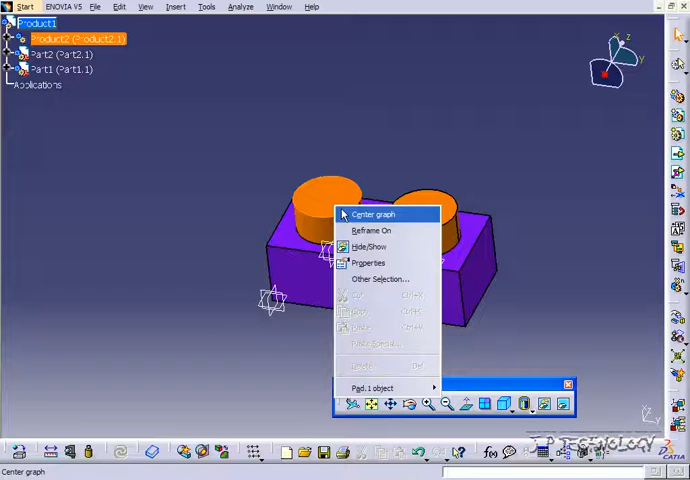 Start ENOVIA V5 File Edit View Insert Tools Analyze Window Help
Product1
Product2 (Product2.1)
Part2 (Part2.1)
Part1 (Part1.1)
Applications
x
y
Center graph
Reframe On
Hide/Show
Properties
Other Selection...
Cut Ctrl+X
Copy Ctrl+C
Paste Ctrl+V
Paste Special...
Delete Del
Pad.1 object
TECHNOLOGY
CATIA
Center graph